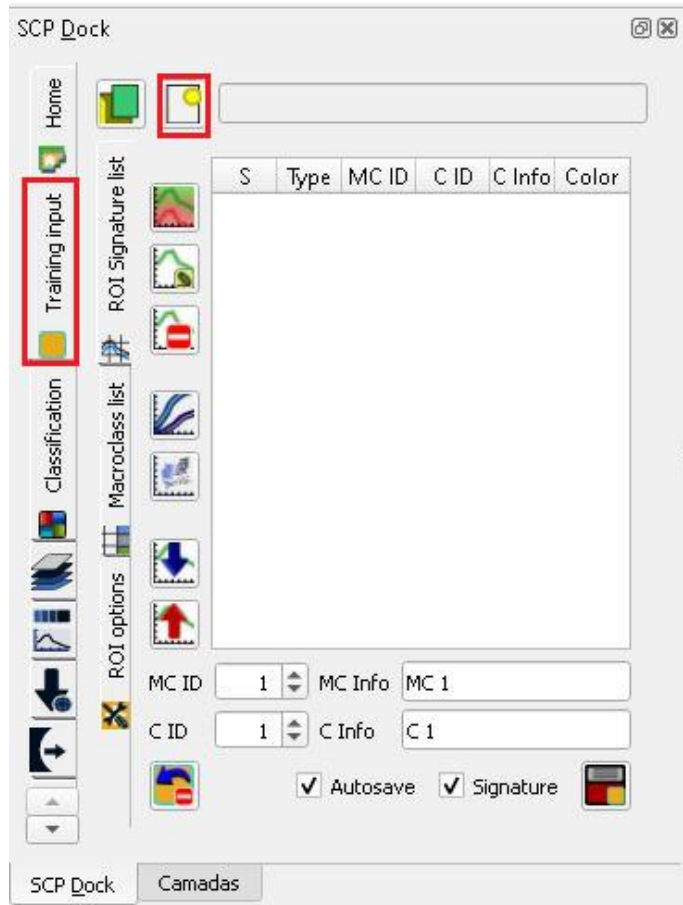 SCP Dock
Home
Training input
Classification
ROI Signature list
Macroclass list
ROI options
S Type MC ID C ID C Info Color
MC ID 1 MC Info MC 1
C ID 1 C Info C 1
Autosave Signature
SCP Dock Camadas